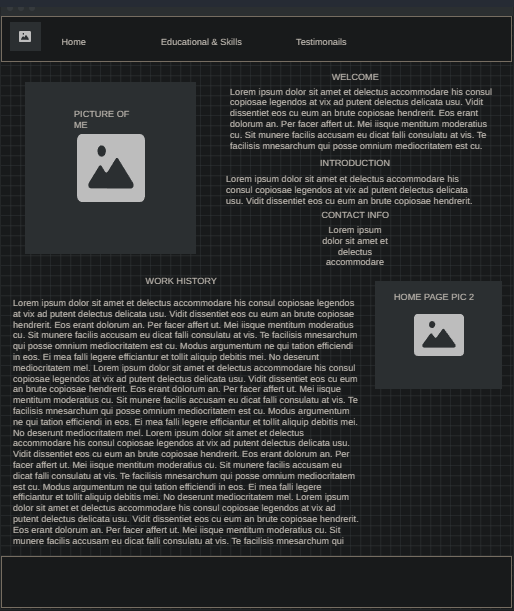 Home Educational & Skills Testimonails
PICTURE OF
ME
WELCOME
Lorem ipsum dolor sit amet et delectus accommodare his consul
copiosae legendos at vix ad putent delectus delicata usu. Vidit
dissentiet eos cu eum an brute copiosae hendrerit. Eos erant
dolorum an. Per facer affert ut. Mei iisque mentitum moderatius
cu. Sit munere facilis accusam eu dicat falli consulatu at vis. Te
facilisis mnesarchum qui posse omnium mediocritatem est cu.
INTRODUCTION
Lorem ipsum dolor sit amet et delectus accommodare his
consul copiosae legendos at vix ad putent delectus delicata
usu. Vidit dissentiet eos cu eum an brute copiosae hendrerit.
CONTACT INFO
Lorem ipsum
dolor sit amet et
delectus
accommodare
WORK HISTORY
Lorem ipsum dolor sit amet et delectus accommodare his consul copiosae legendos
at vix ad putent delectus delicata usu. Vidit dissentiet eos cu eum an brute copiosae
hendrerit. Eos erant dolorum an. Per facer affert ut. Mei iisque mentitum moderatius
cu. Sit munere facilis accusam eu dicat falli consulatu at vis. Te facilisis mnesarchum
qui posse omnium mediocritatem est cu. Modus argumentum ne qui tation efficiendi
in eos. Ei mea falli legere efficiantur et tollit aliquip debitis mei. No deserunt
mediocritatem mel. Lorem ipsum dolor sit amet et delectus accommodare his consul
copiosae legendos at vix ad putent delectus delicata usu. Vidit dissentiet eos cu eum
an brute copiosae hendrerit. Eos erant dolorum an. Per facer affert ut. Mei iisque
mentitum moderatius cu. Sit munere facilis accusam eu dicat falli consulatu at vis. Te
facilisis mnesarchum qui posse omnium mediocritatem est cu. Modus argumentum
ne qui tation efficiendi in eos. Ei mea falli legere efficiantur et tollit aliquip debitis mei.
No deserunt mediocritatem mel. Lorem ipsum dolor sit amet et delectus
accommodare his consul copiosae legendos at vix ad putent delectus delicata usu.
Vidit dissentiet eos cu eum an brute copiosae hendrerit. Eos erant dolorum an. Per
facer affert ut. Mei iisque mentitum moderatius cu. Sit munere facilis accusam eu
dicat falli consulatu at vis. Te facilisis mnesarchum qui posse omnium mediocritatem
est cu. Modus argumentum ne qui tation efficiendi in eos. Ei mea falli legere
efficiantur et tollit aliquip debitis mei. No deserunt mediocritatem mel. Lorem ipsum
dolor sit amet et delectus accommodare his consul copiosae legendos at vix ad
putent delectus delicata usu. Vidit dissentiet eos cu eum an brute copiosae hendrerit.
Eos erant dolorum an. Per facer affert ut. Mei iisque mentitum moderatius cu. Sit
munere facilis accusam eu dicat falli consulatu at vis. Te facilisis mnesarchum qui
HOME PAGE PIC 2